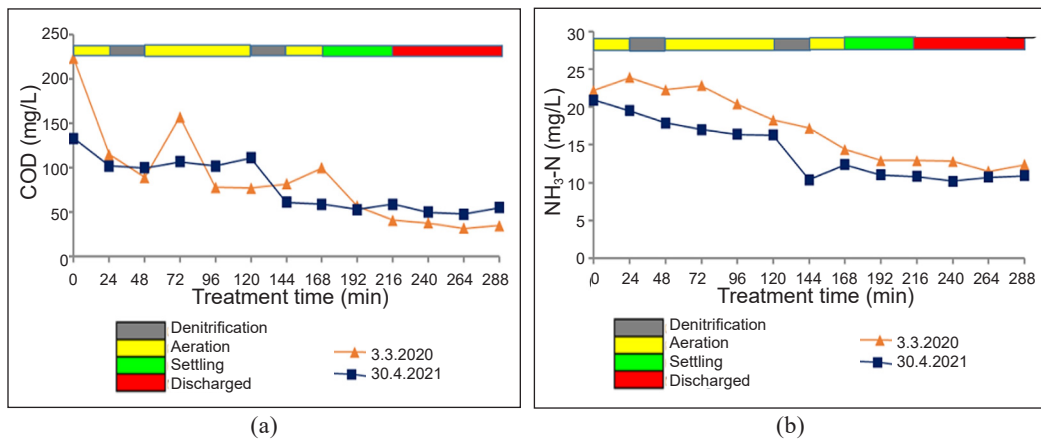 250
200
150
100
50
0
COD (mg/L)
0 24 48 72 96 120 144 168 192 216 240 264 288
Treatment time (min)
Denitrification
Aeration
Settling
Discharged
3.3.2020
30.4.2021
(a)
30
25
20
15
10
5
0
NH₃-N (mg/L)
0 24 48 72 96 120 144 168 192 216 240 264 288
Treatment time (min)
Denitrification
Aeration
Settling
Discharged
3.3.2020
30.4.2021
(b)